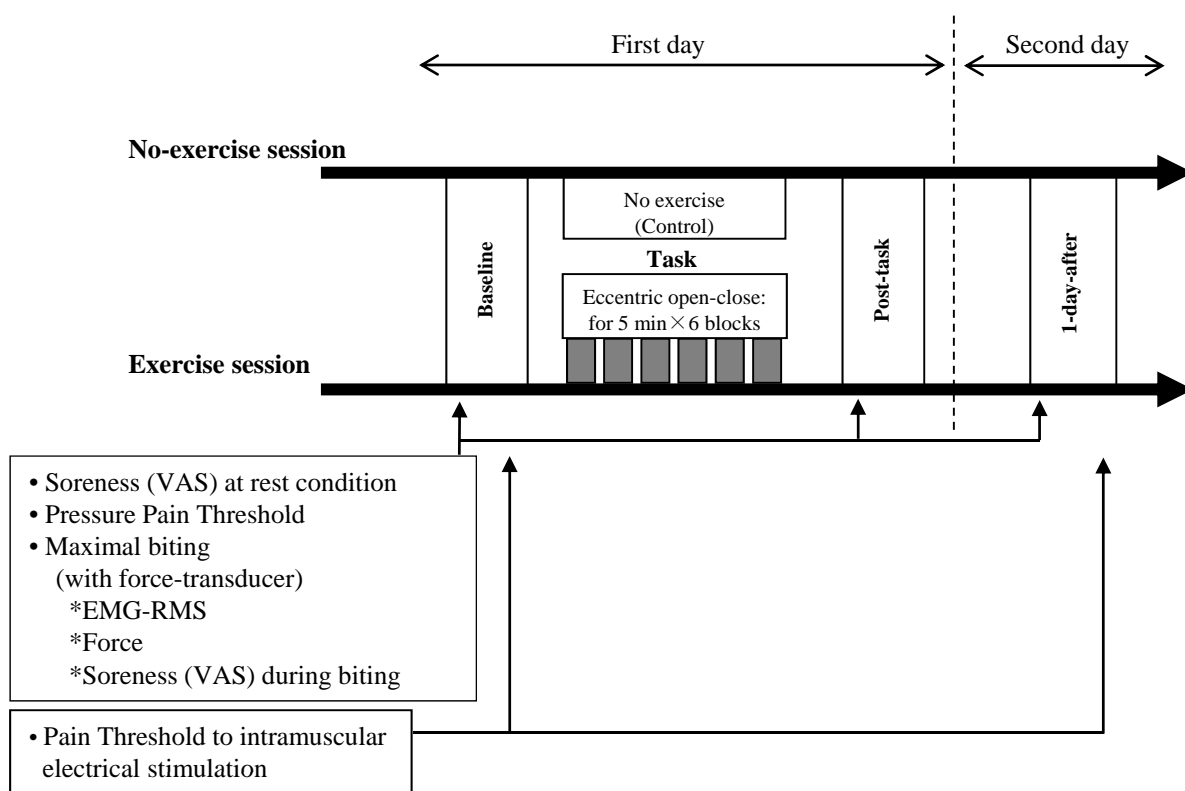 First day
Second day
No-exercise session
No exercise
(Control)
Task
Baseline
Eccentric open-close:
for 5 min×6 blocks
Post-task
1-day-after
Exercise session
• Soreness (VAS) at rest condition
• Pressure Pain Threshold
• Maximal biting
(with force-transducer)
*EMG-RMS
*Force
*Soreness (VAS) during biting
• Pain Threshold to intramuscular
electrical stimulation